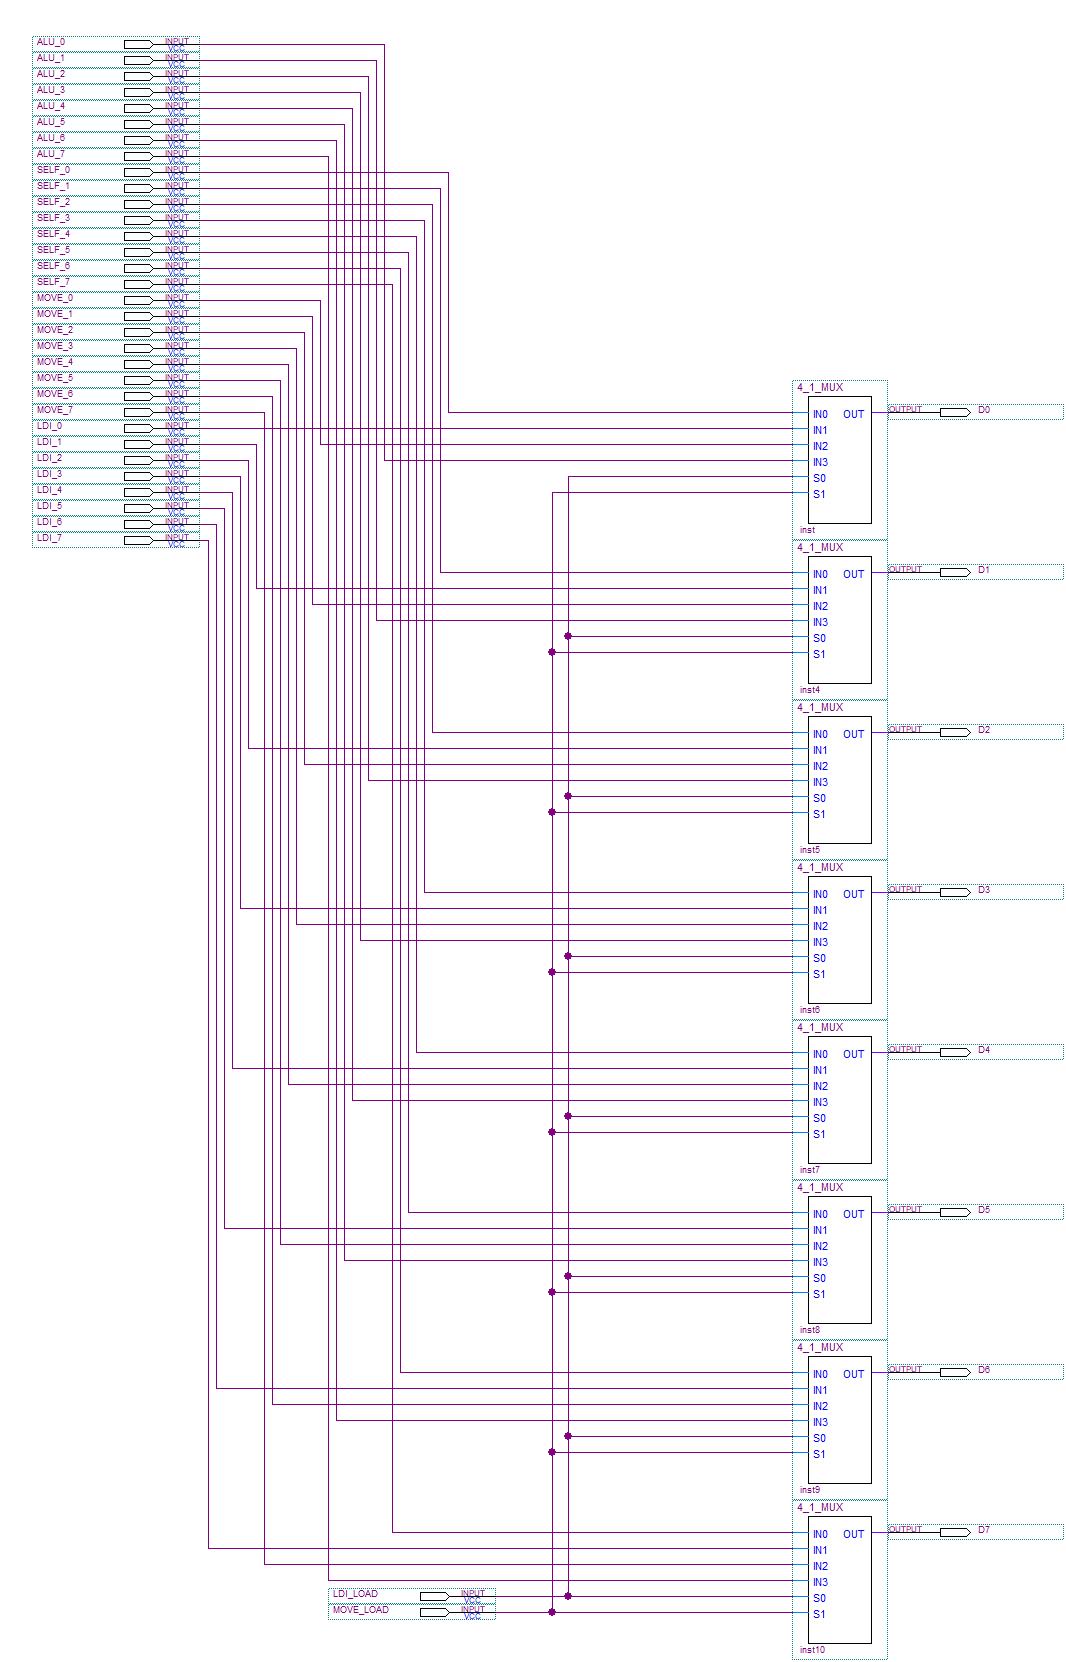 ALU_0 INPUT VCC
ALU_1 INPUT VCC
ALU_2 INPUT VCC
ALU_3 INPUT VCC
ALU_4 INPUT VCC
ALU_5 INPUT VCC
ALU_6 INPUT VCC
ALU_7 INPUT VCC
SELF_0 INPUT VCC
SELF_1 INPUT VCC
SELF_2 INPUT VCC
SELF_3 INPUT VCC
SELF_4 INPUT VCC
SELF_5 INPUT VCC
SELF_6 INPUT VCC
SELF_7 INPUT VCC
MOVE_0 INPUT VCC
MOVE_1 INPUT VCC
MOVE_2 INPUT VCC
MOVE_3 INPUT VCC
MOVE_4 INPUT VCC
MOVE_5 INPUT VCC
MOVE_6 INPUT VCC
MOVE_7 INPUT VCC
LDI_0 INPUT VCC
LDI_1 INPUT VCC
LDI_2 INPUT VCC
LDI_3 INPUT VCC
LDI_4 INPUT VCC
LDI_5 INPUT VCC
LDI_6 INPUT VCC
LDI_7 INPUT VCC
4_1_MUX
IN0 OUT OUTPUT D0
IN1
IN2
IN3
S0
S1
inst
4_1_MUX
IN0 OUT OUTPUT D1
IN1
IN2
IN3
S0
S1
inst4
4_1_MUX
IN0 OUT OUTPUT D2
IN1
IN2
IN3
S0
S1
inst5
4_1_MUX
IN0 OUT OUTPUT D3
IN1
IN2
IN3
S0
S1
inst6
4_1_MUX
IN0 OUT OUTPUT D4
IN1
IN2
IN3
S0
S1
inst7
4_1_MUX
IN0 OUT OUTPUT D5
IN1
IN2
IN3
S0
S1
inst8
4_1_MUX
IN0 OUT OUTPUT D6
IN1
IN2
IN3
S0
S1
inst9
4_1_MUX
IN0 OUT OUTPUT D7
IN1
IN2
IN3
S0
S1
inst10
LDI_LOAD INPUT VCC
MOVE_LOAD INPUT VCC